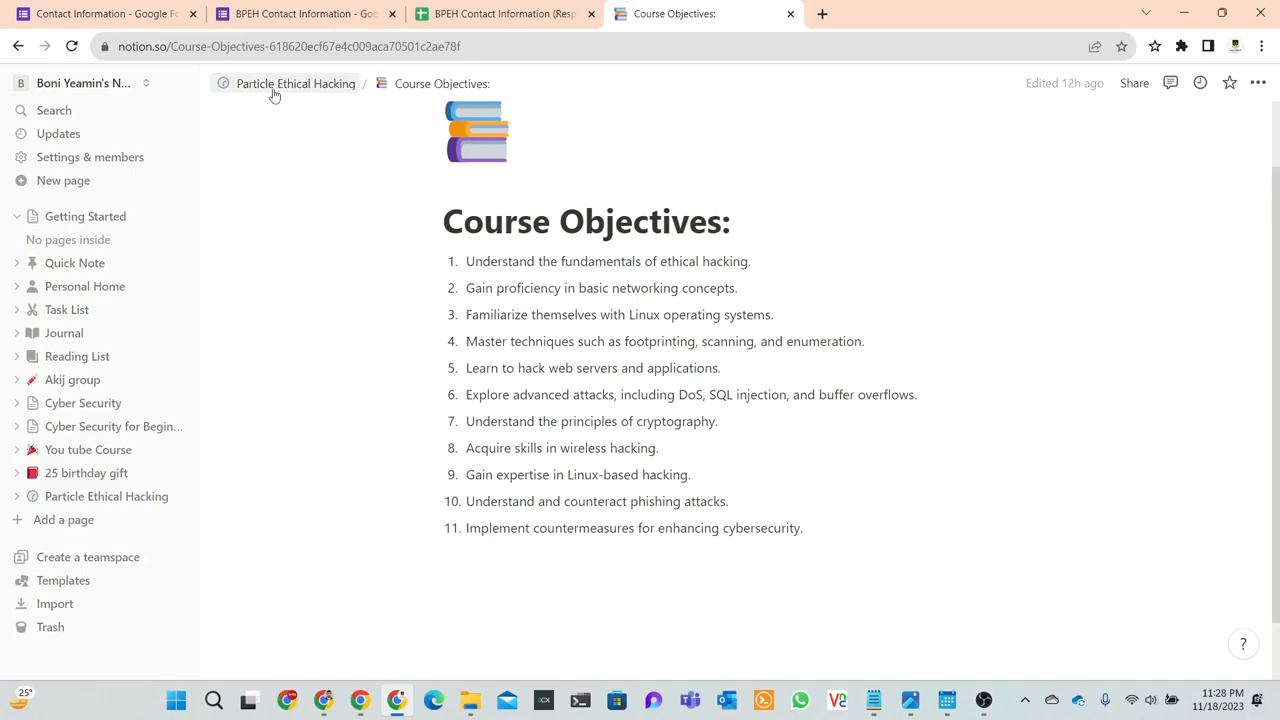 Contact Information - Google Fo
BPEH Contact Information - Goo
BPEH Contact Information (Resp
Course Objectives:
notion.so/Course-Objectives-618620ecf67e4c009aca70501c2ae78f
B Boni Yeamin's N...
Particle Ethical Hacking / Course Objectives:
Edited 12h ago
Share
Search
Updates
Settings & members
New page
Getting Started
No pages inside
Quick Note
Personal Home
Task List
Journal
Reading List
Akij group
Cyber Security
Cyber Security for Begin...
You tube Course
25 birthday gift
Particle Ethical Hacking
Add a page
Create a teamspace
Templates
Import
Trash
Course Objectives:
1. Understand the fundamentals of ethical hacking.
2. Gain proficiency in basic networking concepts.
3. Familiarize themselves with Linux operating systems.
4. Master techniques such as footprinting, scanning, and enumeration.
5. Learn to hack web servers and applications.
6. Explore advanced attacks, including DoS, SQL injection, and buffer overflows.
7. Understand the principles of cryptography.
8. Acquire skills in wireless hacking.
9. Gain expertise in Linux-based hacking.
10. Understand and counteract phishing attacks.
11. Implement countermeasures for enhancing cybersecurity.
?
25°
11:28 PM
11/18/2023